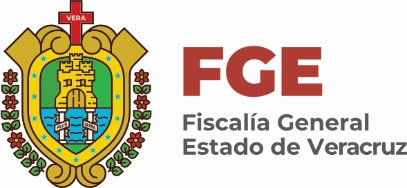 VERA
FGE
Fiscalía General
Estado de Veracruz